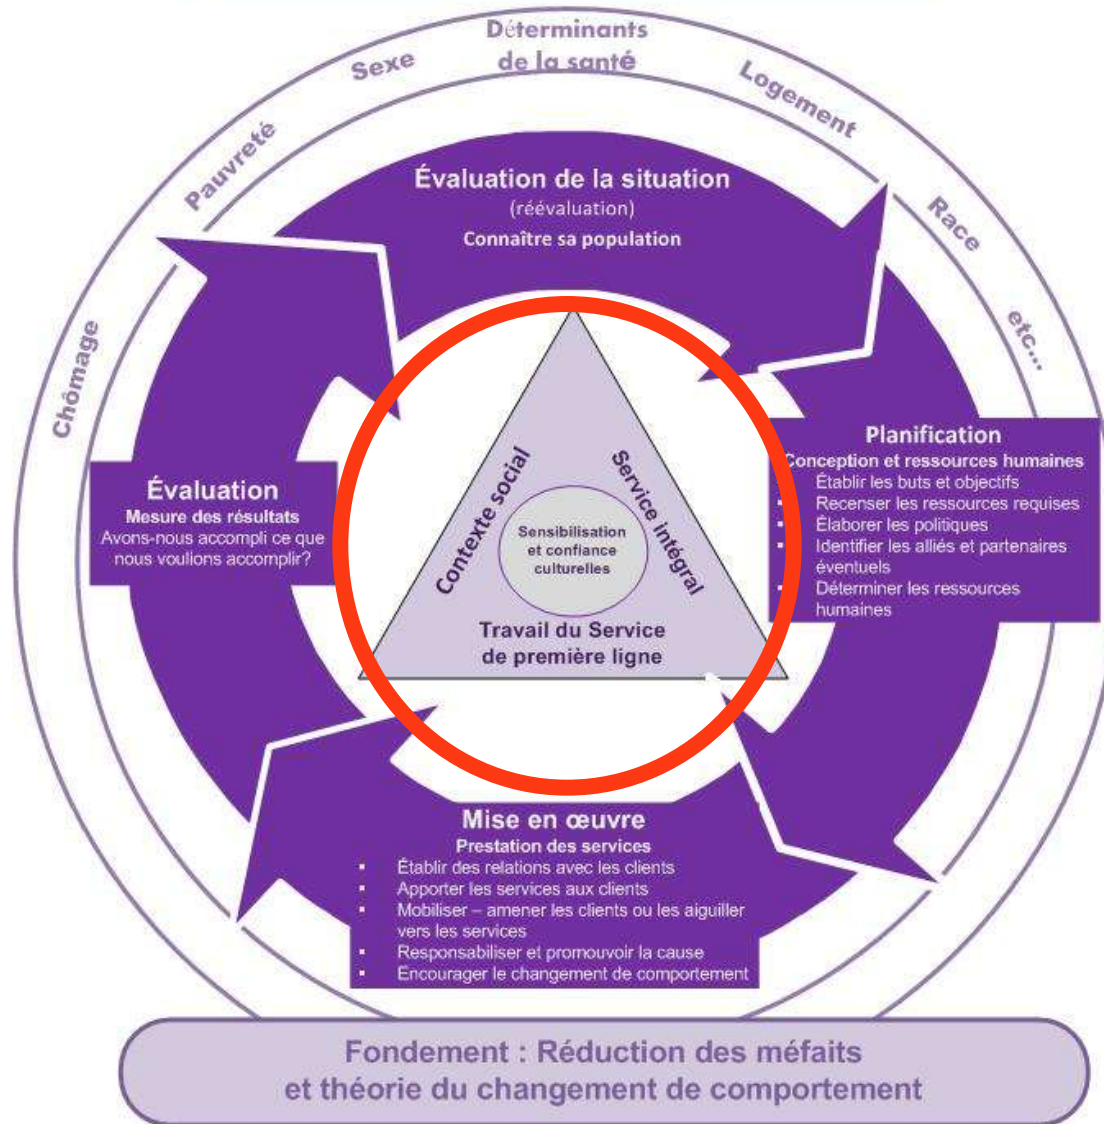 Déterminants
de la santé
Sexe
Logement
Pauvreté
Race
Chômage
etc...
Évaluation de la situation
(réévaluation)
Connaître sa population
Planification
Conception et ressources humaines
Établir les buts et objectifs
▪ Recenser les ressources requises
▪ Élaborer les politiques
▪ Identifier les alliés et partenaires
éventuels
▪ Déterminer les ressources
humaines
Évaluation
Mesure des résultats
Avons-nous accompli ce que
nous voulions accomplir?
Contexte social
Service intégral
Sensibilisation
et confiance
culturelles
Travail du Service
de première ligne
Mise en œuvre
Prestation des services
▪ Établir des relations avec les clients
▪ Apporter les services aux clients
▪ Mobiliser – amener les clients ou les aiguiller
vers les services
▪ Responsabiliser et promouvoir la cause
▪ Encourager le changement de comportement
Fondement : Réduction des méfaits
et théorie du changement de comportement